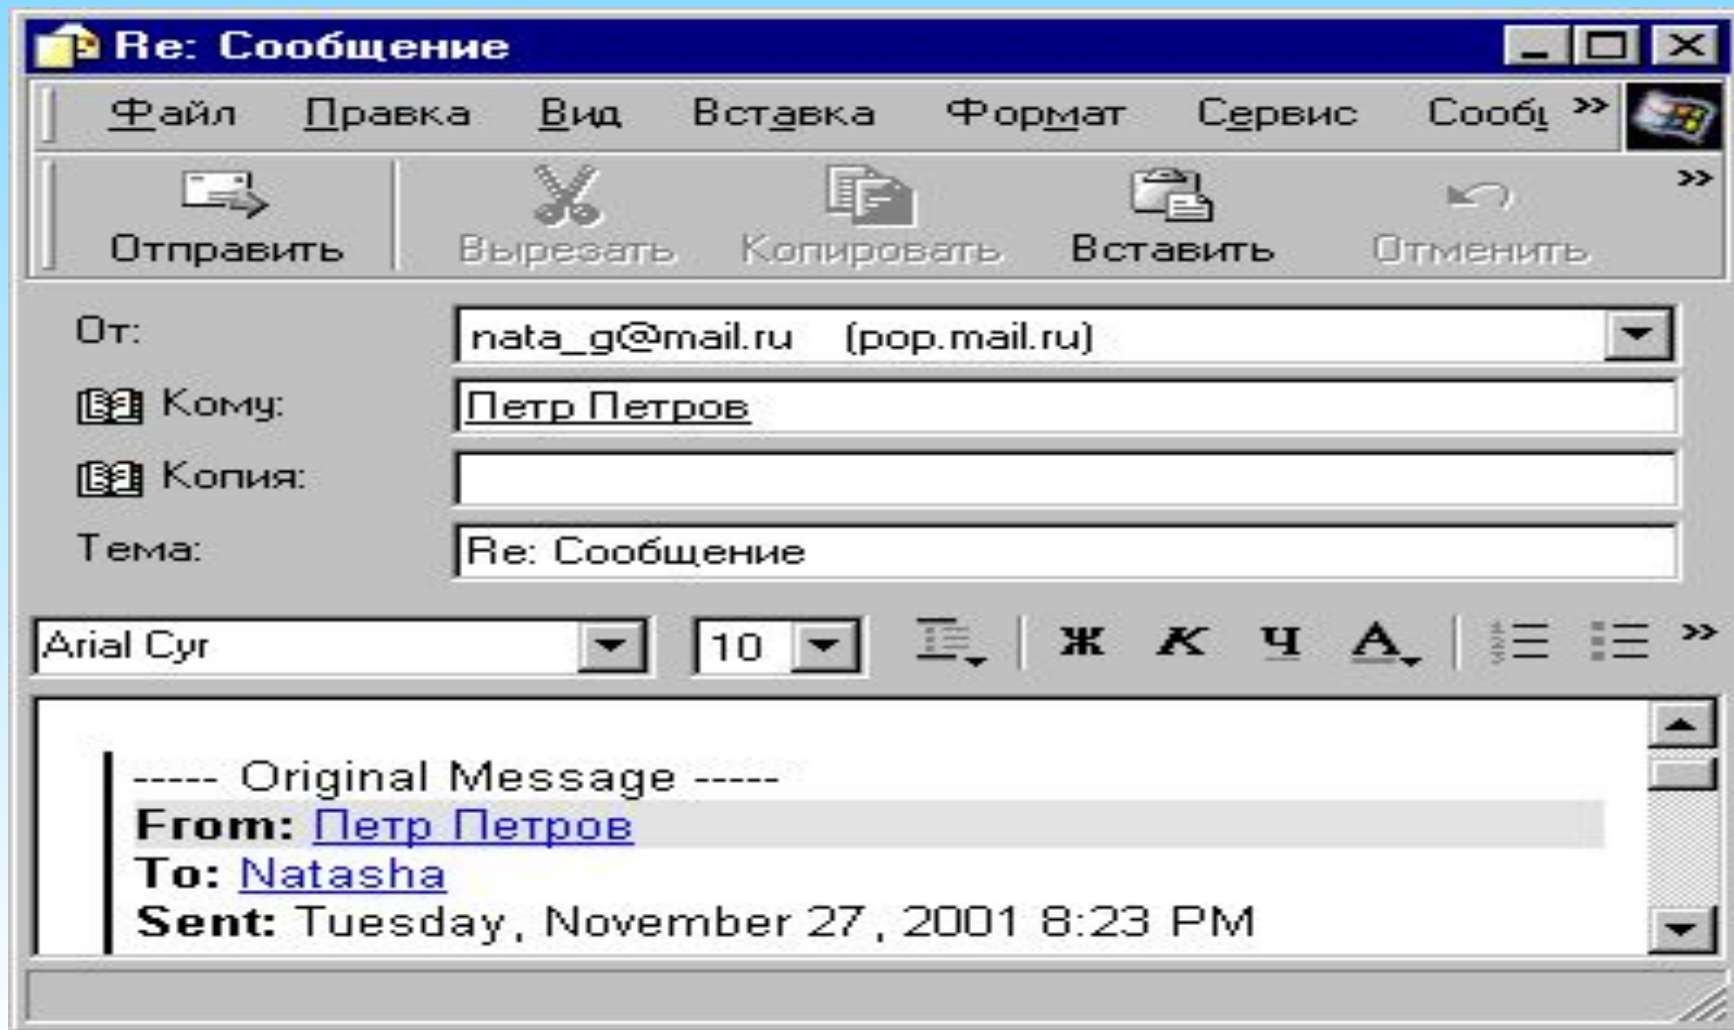 Re: Сообщение
Файл Правка Вид Вставка Формат Сервис Сообщ »
Отправить Вырезать Копировать Вставить Отменить »
От: nata_g@mail.ru (pop.mail.ru)
Кому: Петр Петров
Копия:
Тема: Re: Сообщение
Arial Cyr 10 Ж К Ч А »
----- Original Message -----
From: Петр Петров
To: Natasha
Sent: Tuesday, November 27, 2001 8:23 PM